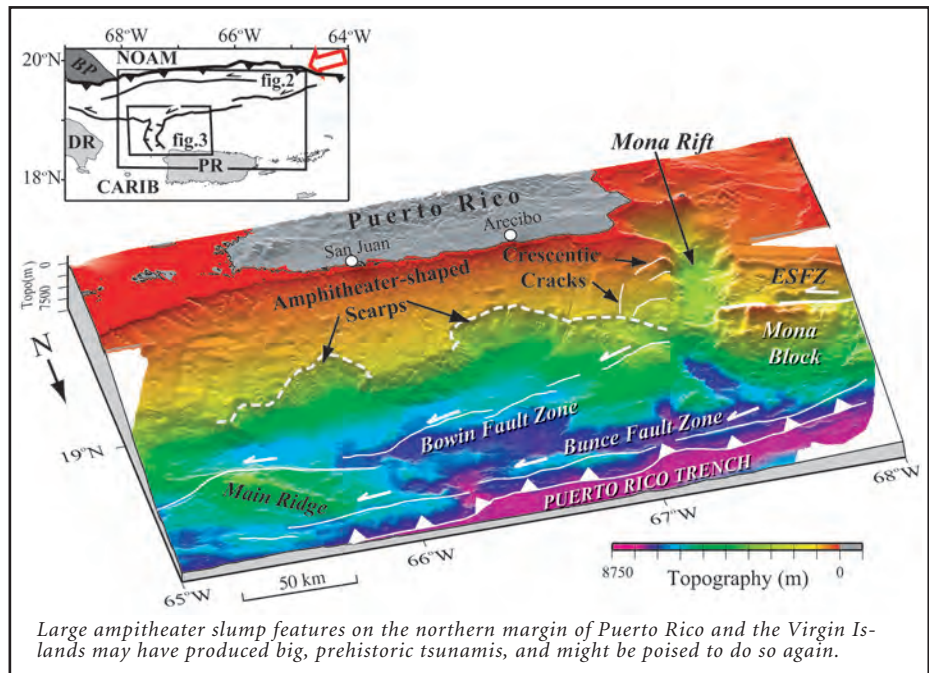 68°W 66°W 64°W
20°N
BP
NOAM
fig.2
fig.3
DR
PR
18°N
CARIB
Mona Rift
Puerto Rico
San Juan
Arecibo
Crescentic
Cracks
Amphitheater-shaped
Scarps
Topo(m)
0
7500
ESFZ
Mona
Block
N
19°N
Bowin Fault Zone
Bunce Fault Zone
Main Ridge
PUERTO RICO TRENCH
68°W
67°W
66°W
65°W
50 km
8750 Topography (m) 0
Large ampitheater slump features on the northern margin of Puerto Rico and the Virgin Is-
lands may have produced big, prehistoric tsunamis, and might be poised to do so again.